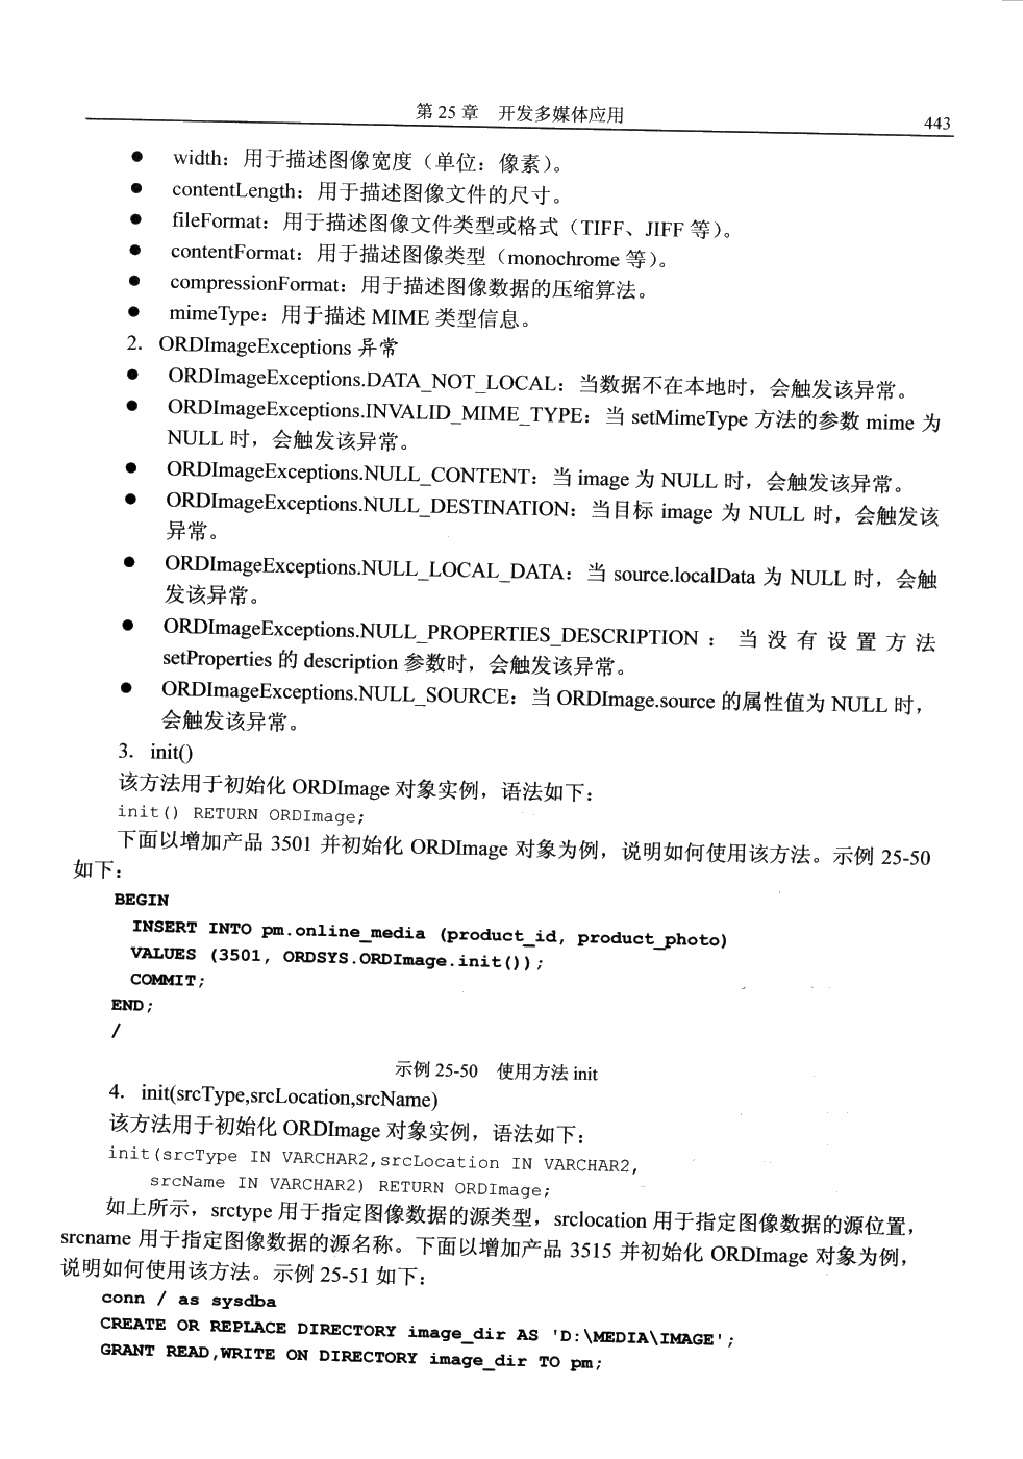 第 25 章　开发多媒体应用
443
● width：用于描述图像宽度（单位：像素）。
● contentLength：用于描述图像文件的尺寸。
● fileFormat：用于描述图像文件类型或格式（TIFF、JIFF 等）。
● contentFormat：用于描述图像类型（monochrome 等）。
● compressionFormat：用于描述图像数据的压缩算法。
● mimeType：用于描述 MIME 类型信息。
2．ORDImageExceptions 异常
● ORDImageExceptions.DATA_NOT_LOCAL：当数据不在本地时，会触发该异常。
● ORDImageExceptions.INVALID_MIME_TYPE：当 setMimeType 方法的参数 mime 为
NULL 时，会触发该异常。
● ORDImageExceptions.NULL_CONTENT：当 image 为 NULL 时，会触发该异常。
● ORDImageExceptions.NULL_DESTINATION：当目标 image 为 NULL 时，会触发该
异常。
● ORDImageExceptions.NULL_LOCAL_DATA：当 source.localData 为 NULL 时，会触
发该异常。
● ORDImageExceptions.NULL_PROPERTIES_DESCRIPTION ： 当 没 有 设 置 方 法
setProperties 的 description 参数时，会触发该异常。
● ORDImageExceptions.NULL_SOURCE：当 ORDImage.source 的属性值为 NULL 时，
会触发该异常。
3．init()
该方法用于初始化 ORDImage 对象实例，语法如下：
init() RETURN ORDImage;
下面以增加产品 3501 并初始化 ORDImage 对象为例，说明如何使用该方法。示例 25-50
如下：
BEGIN
INSERT INTO pm.online_media (product_id, product_photo)
VALUES (3501, ORDSYS.ORDImage.init());
COMMIT;
END;
/
示例 25-50　使用方法 init
4．init(srcType,srcLocation,srcName)
该方法用于初始化 ORDImage 对象实例，语法如下：
init(srcType IN VARCHAR2,srcLocation IN VARCHAR2,
srcName IN VARCHAR2) RETURN ORDImage;
如上所示，srctype 用于指定图像数据的源类型，srclocation 用于指定图像数据的源位置，
srcname 用于指定图像数据的源名称。下面以增加产品 3515 并初始化 ORDImage 对象为例，
说明如何使用该方法。示例 25-51 如下：
conn / as sysdba
CREATE OR REPLACE DIRECTORY image_dir AS 'D:\MEDIA\IMAGE';
GRANT READ,WRITE ON DIRECTORY image_dir TO pm;